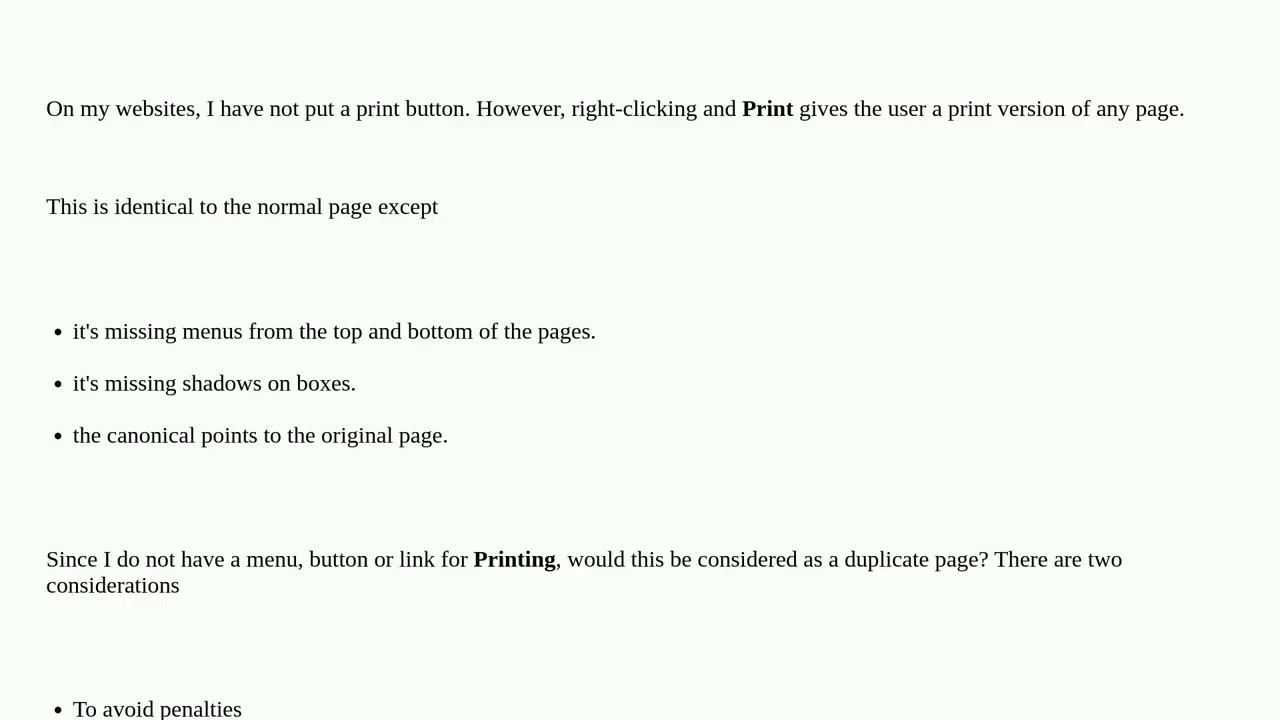 On my websites, I have not put a print button. However, right-clicking and Print gives the user a print version of any page.
This is identical to the normal page except
• it's missing menus from the top and bottom of the pages.
• it's missing shadows on boxes.
• the canonical points to the original page.
Since I do not have a menu, button or link for Printing, would this be considered as a duplicate page? There are two
considerations
• To avoid penalties